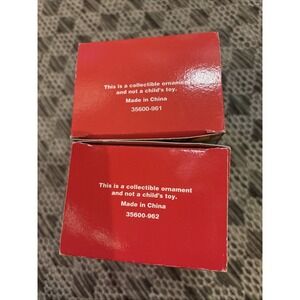 This is a collectible ornament
and not a child's toy.
Made in China
35600-961
This is a collectible ornament
and not a child's toy.
Made in China
35600-962